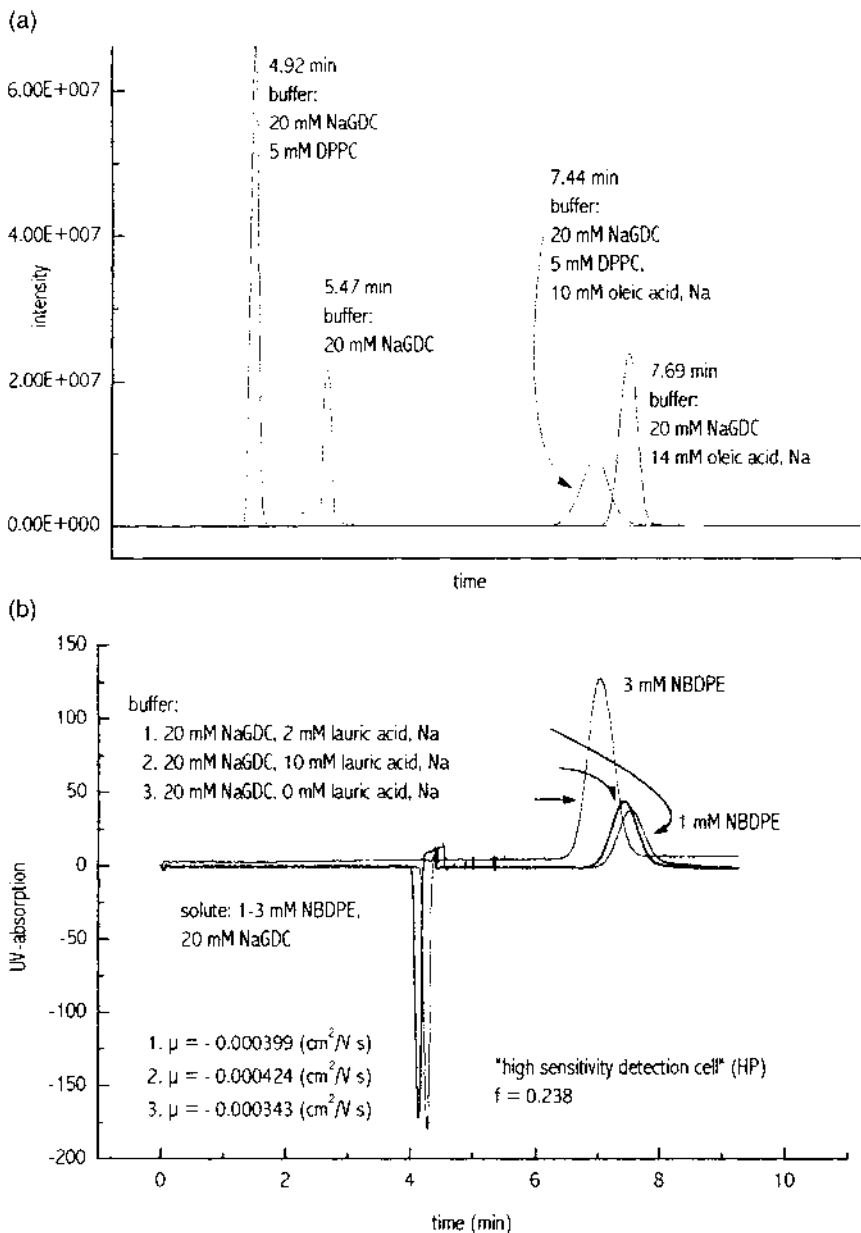 (a)
6.00E+007
4.00E+007
2.00E+007
0.00E+000
intensity
4.92 min
buffer:
20 mM NaGDC
5 mM DPPC
5.47 min
buffer:
20 mM NaGDC
7.44 min
buffer:
20 mM NaGDC
5 mM DPPC,
10 mM oleic acid, Na
7.69 min
buffer:
20 mM NaGDC
14 mM oleic acid, Na
time
(b)
150
125
100
75
50
25
0
-25
-50
-75
-100
-125
-150
-175
-200
UV-absorption
buffer:
1. 20 mM NaGDC, 2 mM lauric acid, Na
2. 20 mM NaGDC, 10 mM lauric acid, Na
3. 20 mM NaGDC, 0 mM lauric acid, Na
3 mM NBDPE
1 mM NBDPE
solute: 1-3 mM NBDPE,
20 mM NaGDC
1. μ = - 0.000399 (cm²/V s)
2. μ = - 0.000424 (cm²/V s)
3. μ = - 0.000343 (cm²/V s)
"high sensitivity detection cell" (HP)
f = 0.238
0 2 4 6 8 10
time (min)